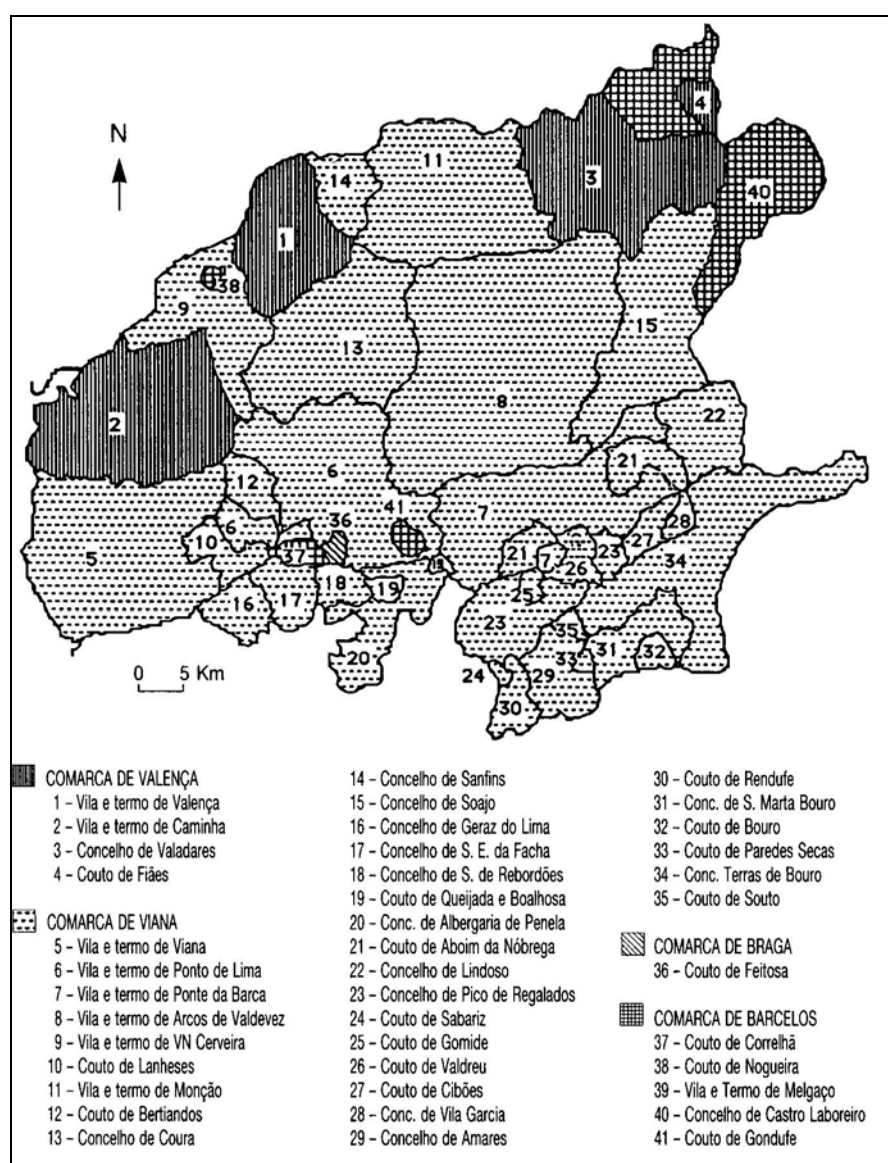 N
4
11
14
3
40
1
38
9
15
13
2
8
22
21
12
6
41
7
28
6
36
27
10
5
37
21
7
23
34
26
18
19
25
16
17
23
35
31
32
33
20
24
29
30
0 5 Km
COMARCA DE VALENÇA
1 – Vila e termo de Valença
2 – Vila e termo de Caminha
3 – Concelho de Valadares
4 – Couto de Fiães
COMARCA DE VIANA
5 – Vila e termo de Viana
6 – Vila e termo de Ponto de Lima
7 – Vila e termo de Ponte da Barca
8 – Vila e termo de Arcos de Valdevez
9 – Vila e termo de VN Cerveira
10 – Couto de Lanheses
11 – Vila e termo de Monção
12 – Couto de Bertiandos
13 – Concelho de Coura
14 – Concelho de Sanfins
15 – Concelho de Soajo
16 – Concelho de Geraz do Lima
17 – Concelho de S. E. da Facha
18 – Concelho de S. de Rebordões
19 – Couto de Queijada e Boalhosa
20 – Conc. de Albergaria de Penela
21 – Couto de Aboim da Nóbrega
22 – Concelho de Lindoso
23 – Concelho de Pico de Regalados
24 – Couto de Sabariz
25 – Couto de Gomide
26 – Couto de Valdreu
27 – Couto de Cibões
28 – Conc. de Vila Garcia
29 – Concelho de Amares
30 – Couto de Rendufe
31 – Conc. de S. Marta Bouro
32 – Couto de Bouro
33 – Couto de Paredes Secas
34 – Conc. Terras de Bouro
35 – Couto de Souto
COMARCA DE BRAGA
36 – Couto de Feitosa
COMARCA DE BARCELOS
37 – Couto de Correlhã
38 – Couto de Nogueira
39 – Vila e Termo de Melgaço
40 – Concelho de Castro Laboreiro
41 – Couto de Gondufe